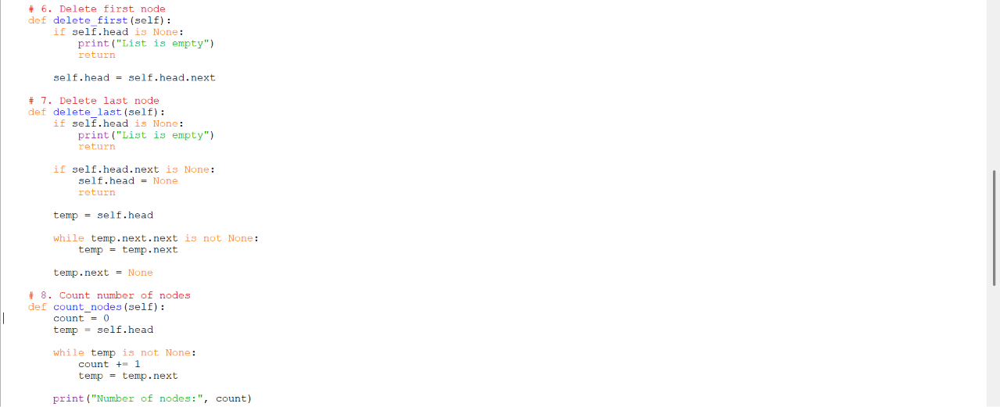 # 6. Delete first node
def delete_first(self):
    if self.head is None:
        print("List is empty")
        return

    self.head = self.head.next

# 7. Delete last node
def delete_last(self):
    if self.head is None:
        print("List is empty")
        return

    if self.head.next is None:
        self.head = None
        return

    temp = self.head

    while temp.next.next is not None:
        temp = temp.next

    temp.next = None

# 8. Count number of nodes
def count_nodes(self):
    count = 0
    temp = self.head

    while temp is not None:
        count += 1
        temp = temp.next

    print("Number of nodes:", count)